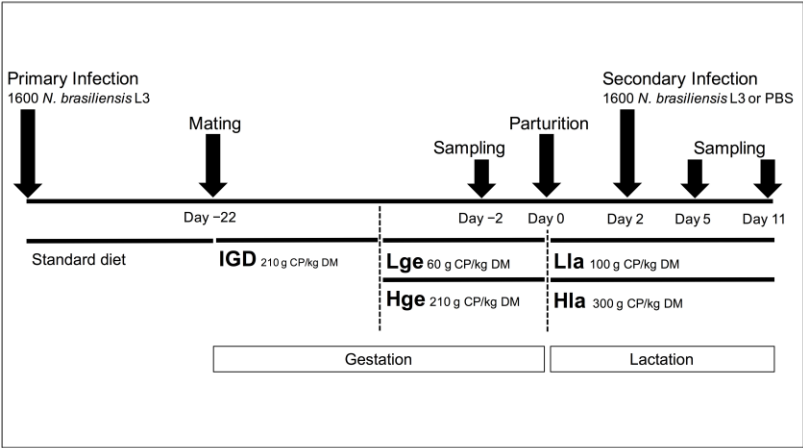 Primary Infection
1600 N. brasiliensis L3
Secondary Infection
1600 N. brasiliensis L3 or PBS
Mating
Parturition
Sampling
Sampling
Day −22
Day −2
Day 0
Day 2
Day 5
Day 11
Standard diet
IGD 210 g CP/kg DM
Lge 60 g CP/kg DM
Lla 100 g CP/kg DM
Hge 210 g CP/kg DM
Hla 300 g CP/kg DM
Gestation
Lactation